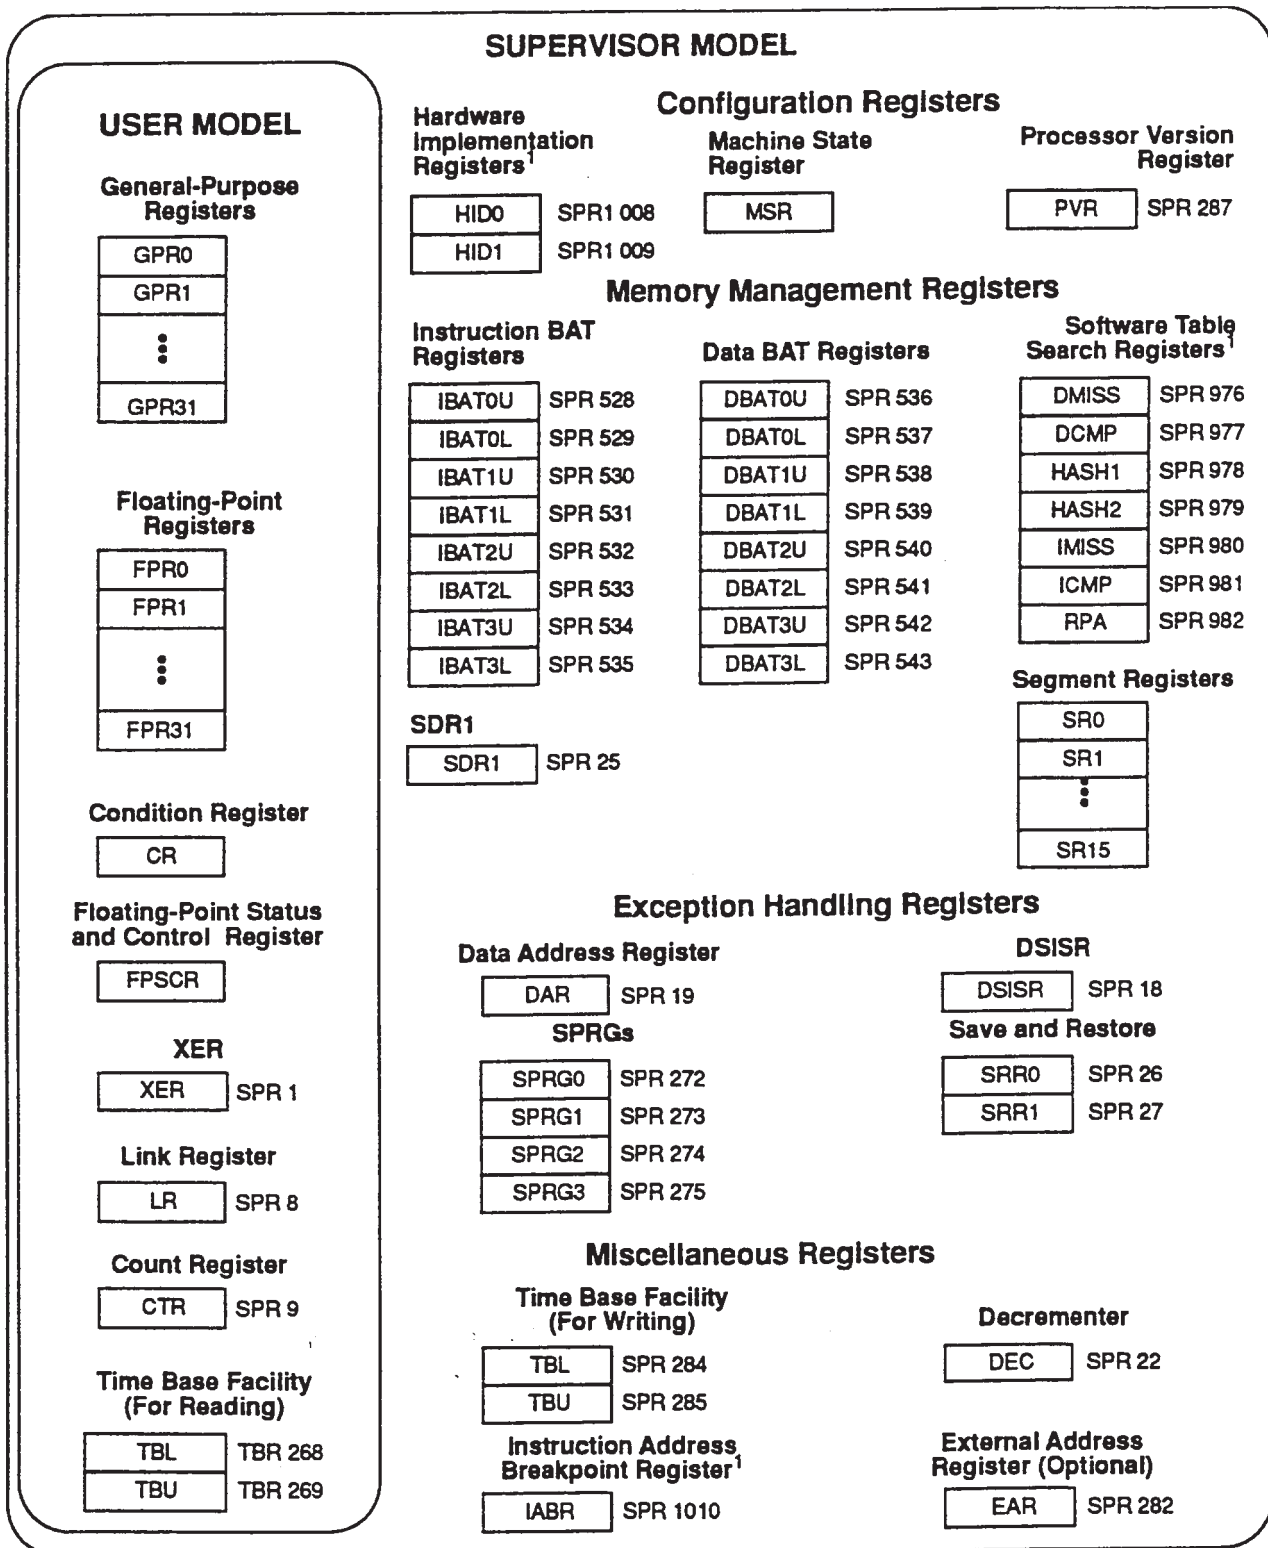 SUPERVISOR MODEL
USER MODEL
General-Purpose
Registers
GPR0
GPR1
GPR31
Floating-Point
Registers
FPR0
FPR1
FPR31
Condition Register
CR
Floating-Point Status
and Control Register
FPSCR
XER
XER SPR 1
Link Register
LR SPR 8
Count Register
CTR SPR 9
Time Base Facility
(For Reading)
TBL TBR 268
TBU TBR 269
Configuration Registers
Hardware
Implementation
Registers1
HID0 SPR1 008
HID1 SPR1 009
Machine State
Register
MSR
Processor Version
Register
PVR SPR 287
Memory Management Registers
Instruction BAT
Registers
IBAT0U SPR 528
IBAT0L SPR 529
IBAT1U SPR 530
IBAT1L SPR 531
IBAT2U SPR 532
IBAT2L SPR 533
IBAT3U SPR 534
IBAT3L SPR 535
Data BAT Registers
DBAT0U SPR 536
DBAT0L SPR 537
DBAT1U SPR 538
DBAT1L SPR 539
DBAT2U SPR 540
DBAT2L SPR 541
DBAT3U SPR 542
DBAT3L SPR 543
Software Table
Search Registers1
DMISS SPR 976
DCMP SPR 977
HASH1 SPR 978
HASH2 SPR 979
IMISS SPR 980
ICMP SPR 981
RPA SPR 982
SDR1
SDR1 SPR 25
Segment Registers
SR0
SR1
SR15
Exception Handling Registers
Data Address Register
DAR SPR 19
SPRGs
SPRG0 SPR 272
SPRG1 SPR 273
SPRG2 SPR 274
SPRG3 SPR 275
DSISR
DSISR SPR 18
Save and Restore
SRR0 SPR 26
SRR1 SPR 27
Miscellaneous Registers
Time Base Facility
(For Writing)
TBL SPR 284
TBU SPR 285
Decrementer
DEC SPR 22
Instruction Address
Breakpoint Register1
IABR SPR 1010
External Address
Register (Optional)
EAR SPR 282